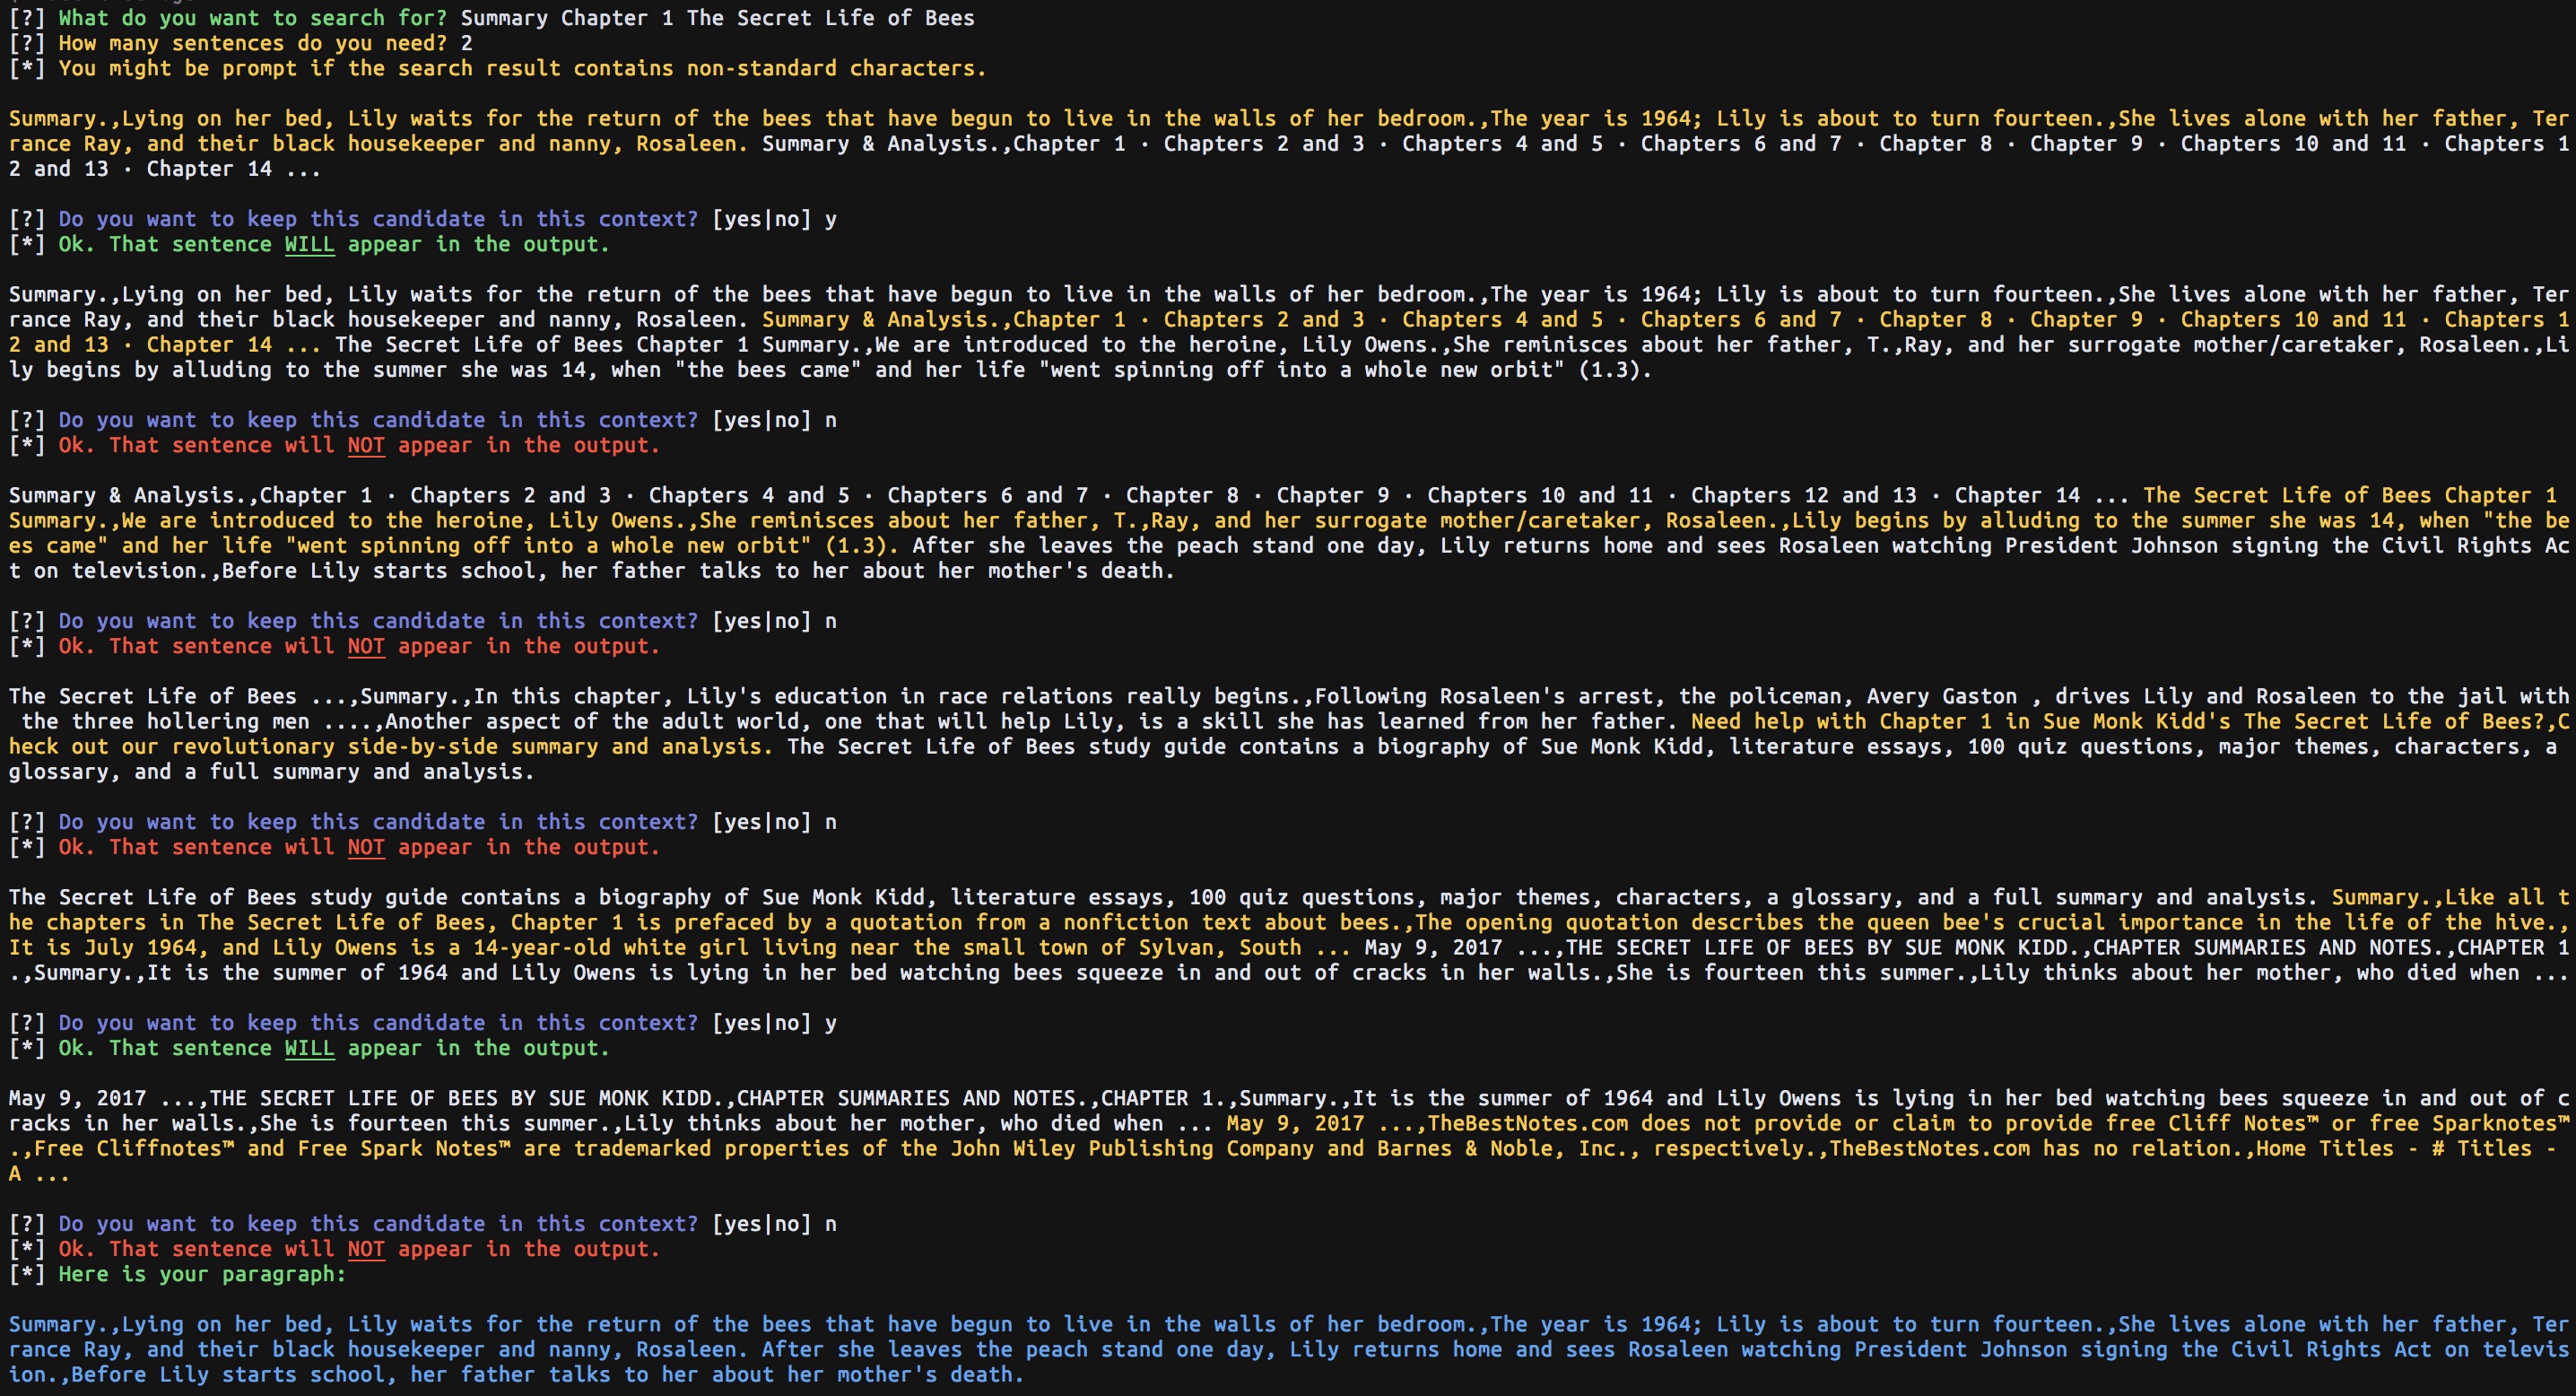 [?] What do you want to search for? Summary Chapter 1 The Secret Life of Bees
[?] How many sentences do you need? 2
[*] You might be prompt if the search result contains non-standard characters.
Summary.,Lying on her bed, Lily waits for the return of the bees that have begun to live in the walls of her bedroom.,The year is 1964; Lily is about to turn fourteen.,She lives alone with her father, Ter
rance Ray, and their black housekeeper and nanny, Rosaleen. Summary & Analysis.,Chapter 1 · Chapters 2 and 3 · Chapters 4 and 5 · Chapters 6 and 7 · Chapter 8 · Chapter 9 · Chapters 10 and 11 · Chapters 1
2 and 13 · Chapter 14 ...
[?] Do you want to keep this candidate in this context? [yes|no] y
[*] Ok. That sentence WILL appear in the output.
Summary.,Lying on her bed, Lily waits for the return of the bees that have begun to live in the walls of her bedroom.,The year is 1964; Lily is about to turn fourteen.,She lives alone with her father, Ter
rance Ray, and their black housekeeper and nanny, Rosaleen. Summary & Analysis.,Chapter 1 · Chapters 2 and 3 · Chapters 4 and 5 · Chapters 6 and 7 · Chapter 8 · Chapter 9 · Chapters 10 and 11 · Chapters 1
2 and 13 · Chapter 14 ... The Secret Life of Bees Chapter 1 Summary.,We are introduced to the heroine, Lily Owens.,She reminisces about her father, T.,Ray, and her surrogate mother/caretaker, Rosaleen.,Li
ly begins by alluding to the summer she was 14, when "the bees came" and her life "went spinning off into a whole new orbit" (1.3).
[?] Do you want to keep this candidate in this context? [yes|no] n
[*] Ok. That sentence will NOT appear in the output.
Summary & Analysis.,Chapter 1 · Chapters 2 and 3 · Chapters 4 and 5 · Chapters 6 and 7 · Chapter 8 · Chapter 9 · Chapters 10 and 11 · Chapters 12 and 13 · Chapter 14 ... The Secret Life of Bees Chapter 1
Summary.,We are introduced to the heroine, Lily Owens.,She reminisces about her father, T.,Ray, and her surrogate mother/caretaker, Rosaleen.,Lily begins by alluding to the summer she was 14, when "the be
es came" and her life "went spinning off into a whole new orbit" (1.3). After she leaves the peach stand one day, Lily returns home and sees Rosaleen watching President Johnson signing the Civil Rights Ac
t on television.,Before Lily starts school, her father talks to her about her mother's death.
[?] Do you want to keep this candidate in this context? [yes|no] n
[*] Ok. That sentence will NOT appear in the output.
The Secret Life of Bees ...,Summary.,In this chapter, Lily's education in race relations really begins.,Following Rosaleen's arrest, the policeman, Avery Gaston , drives Lily and Rosaleen to the jail with
the three hollering men ....,Another aspect of the adult world, one that will help Lily, is a skill she has learned from her father. Need help with Chapter 1 in Sue Monk Kidd's The Secret Life of Bees?,C
heck out our revolutionary side-by-side summary and analysis. The Secret Life of Bees study guide contains a biography of Sue Monk Kidd, literature essays, 100 quiz questions, major themes, characters, a
glossary, and a full summary and analysis.
[?] Do you want to keep this candidate in this context? [yes|no] n
[*] Ok. That sentence will NOT appear in the output.
The Secret Life of Bees study guide contains a biography of Sue Monk Kidd, literature essays, 100 quiz questions, major themes, characters, a glossary, and a full summary and analysis. Summary.,Like all t
he chapters in The Secret Life of Bees, Chapter 1 is prefaced by a quotation from a nonfiction text about bees.,The opening quotation describes the queen bee's crucial importance in the life of the hive.,
It is July 1964, and Lily Owens is a 14-year-old white girl living near the small town of Sylvan, South ... May 9, 2017 ...,THE SECRET LIFE OF BEES BY SUE MONK KIDD.,CHAPTER SUMMARIES AND NOTES.,CHAPTER 1
.,Summary.,It is the summer of 1964 and Lily Owens is lying in her bed watching bees squeeze in and out of cracks in her walls.,She is fourteen this summer.,Lily thinks about her mother, who died when ...
[?] Do you want to keep this candidate in this context? [yes|no] y
[*] Ok. That sentence WILL appear in the output.
May 9, 2017 ...,THE SECRET LIFE OF BEES BY SUE MONK KIDD.,CHAPTER SUMMARIES AND NOTES.,CHAPTER 1.,Summary.,It is the summer of 1964 and Lily Owens is lying in her bed watching bees squeeze in and out of c
racks in her walls.,She is fourteen this summer.,Lily thinks about her mother, who died when ... May 9, 2017 ...,TheBestNotes.com does not provide or claim to provide free Cliff Notes™ or free Sparknotes™
.,Free Cliffnotes™ and Free Spark Notes™ are trademarked properties of the John Wiley Publishing Company and Barnes & Noble, Inc., respectively.,TheBestNotes.com has no relation.,Home Titles - # Titles -
A ...
[?] Do you want to keep this candidate in this context? [yes|no] n
[*] Ok. That sentence will NOT appear in the output.
[*] Here is your paragraph:
Summary.,Lying on her bed, Lily waits for the return of the bees that have begun to live in the walls of her bedroom.,The year is 1964; Lily is about to turn fourteen.,She lives alone with her father, Ter
rance Ray, and their black housekeeper and nanny, Rosaleen. After she leaves the peach stand one day, Lily returns home and sees Rosaleen watching President Johnson signing the Civil Rights Act on televis
ion.,Before Lily starts school, her father talks to her about her mother's death.